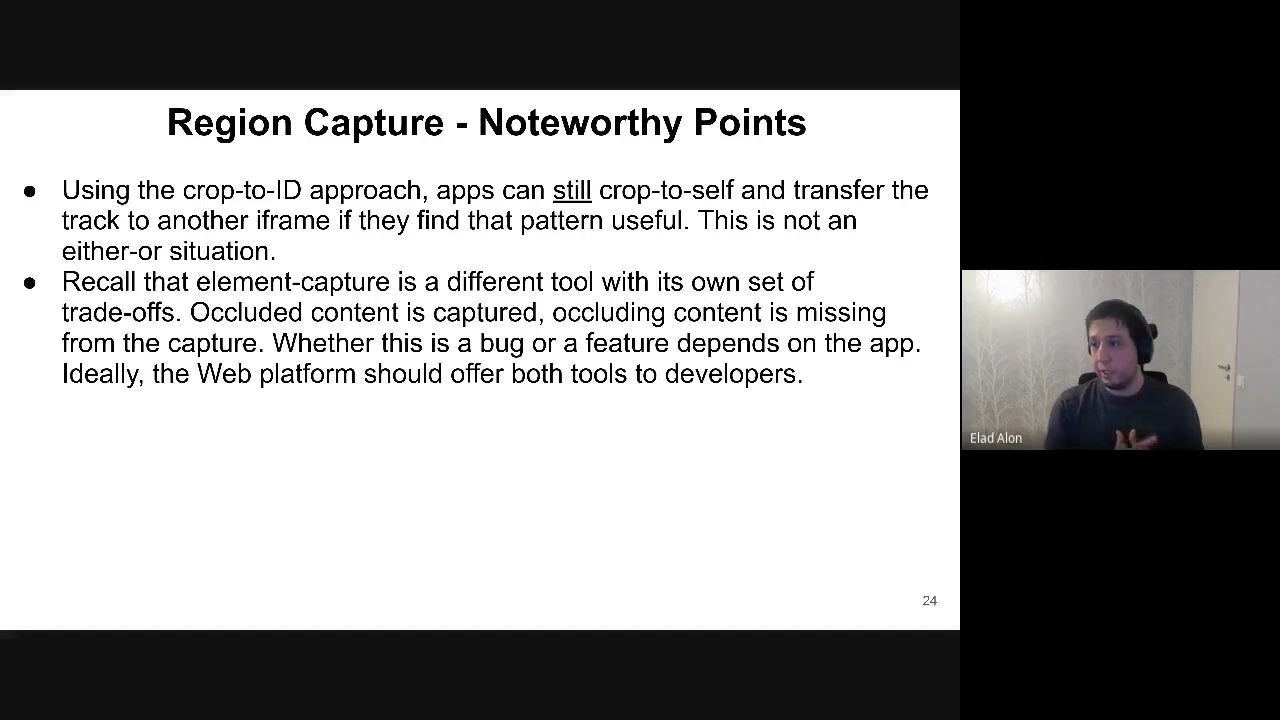 Region Capture - Noteworthy Points
● Using the crop-to-ID approach, apps can still crop-to-self and transfer the
track to another iframe if they find that pattern useful. This is not an
either-or situation.
● Recall that element-capture is a different tool with its own set of
trade-offs. Occluded content is captured, occluding content is missing
from the capture. Whether this is a bug or a feature depends on the app.
Ideally, the Web platform should offer both tools to developers.
Elad Alon
24